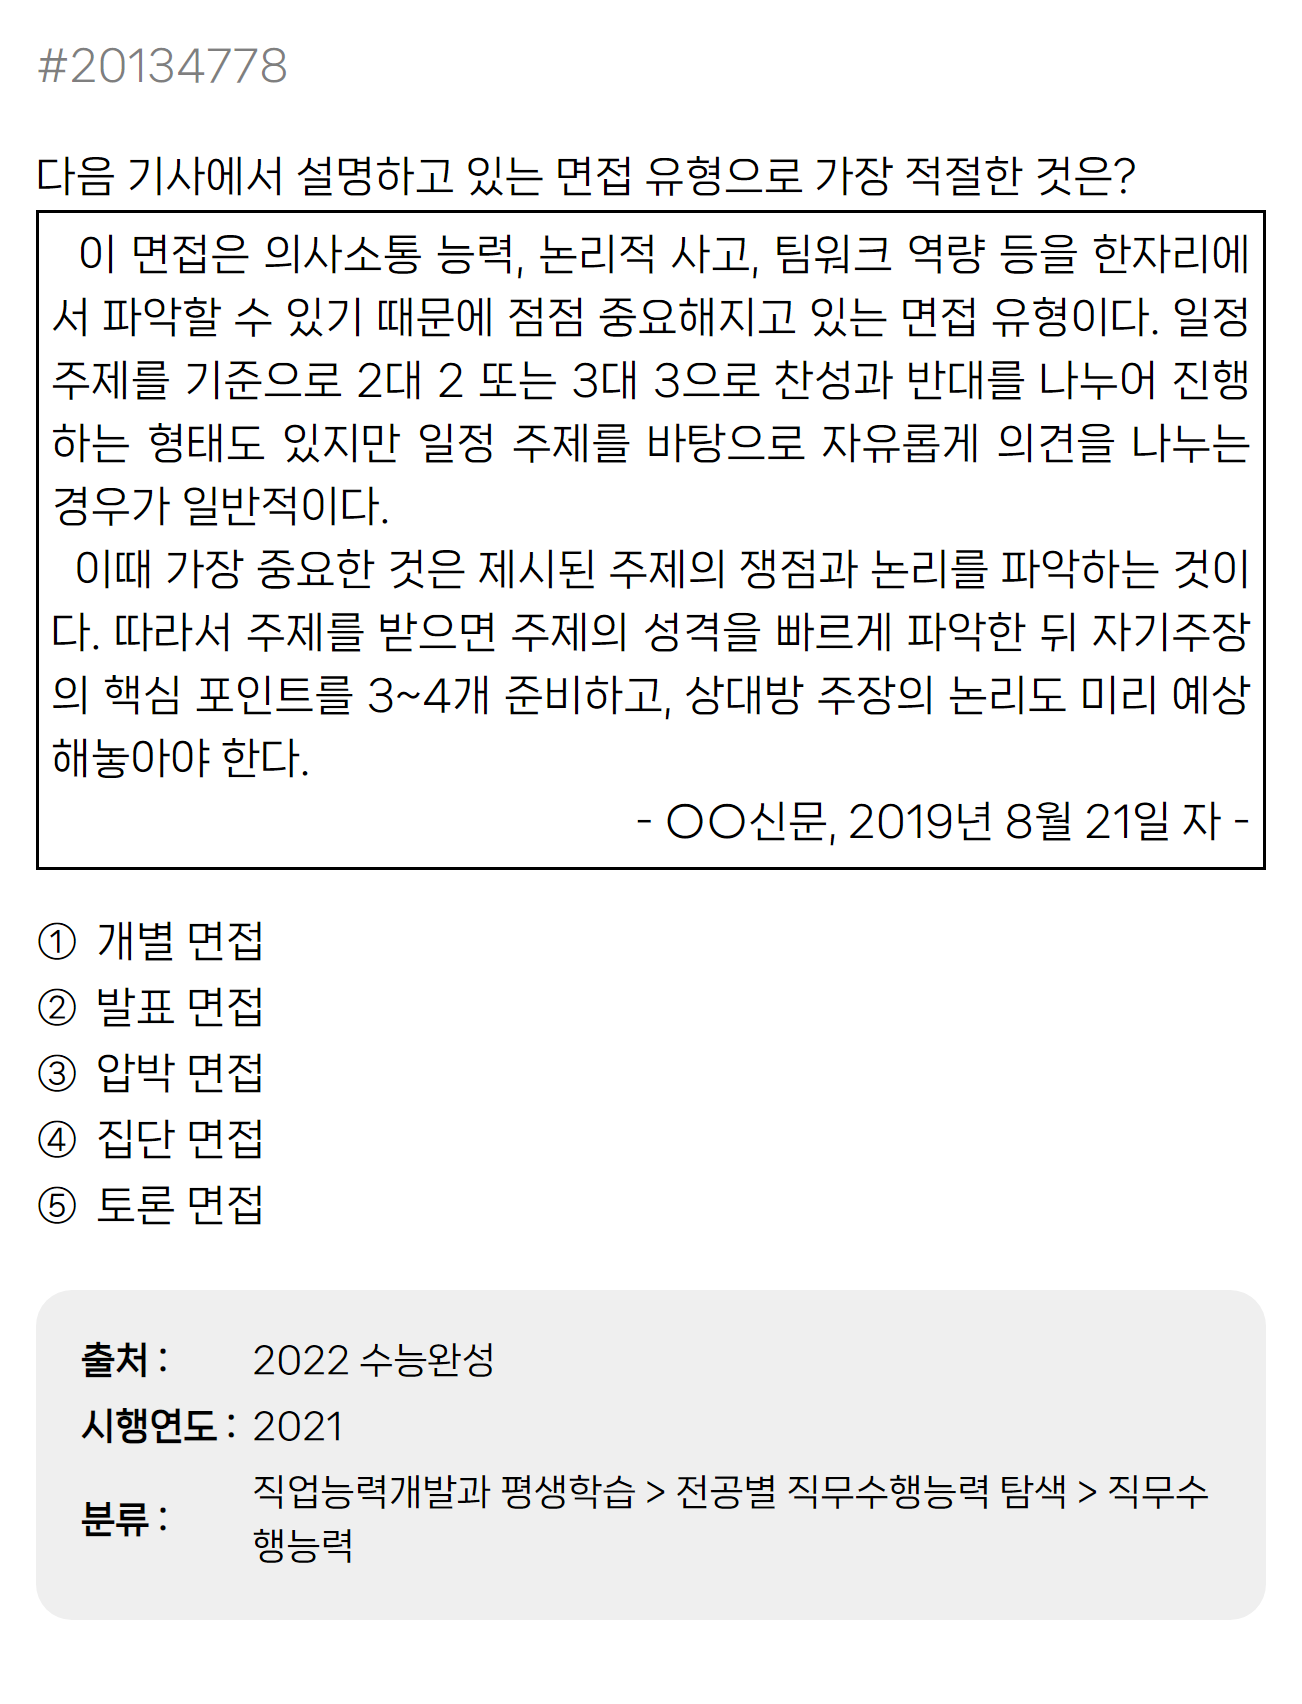 #20134778
다음 기사에서 설명하고 있는 면접 유형으로 가장 적절한 것은?
이 면접은 의사소통 능력, 논리적 사고, 팀워크 역량 등을 한자리에
서 파악할 수 있기 때문에 점점 중요해지고 있는 면접 유형이다. 일정
주제를 기준으로 2대 2 또는 3대 3으로 찬성과 반대를 나누어 진행
하는 형태도 있지만 일정 주제를 바탕으로 자유롭게 의견을 나누는
경우가 일반적이다.
이때 가장 중요한 것은 제시된 주제의 쟁점과 논리를 파악하는 것이
다. 따라서 주제를 받으면 주제의 성격을 빠르게 파악한 뒤 자기주장
의 핵심 포인트를 3~4개 준비하고, 상대방 주장의 논리도 미리 예상
해놓아야 한다.
- ○○신문, 2019년 8월 21일 자 -
① 개별 면접
② 발표 면접
③ 압박 면접
④ 집단 면접
⑤ 토론 면접
출처 : 2022 수능완성
시행연도 : 2021
분류 : 직업능력개발과 평생학습 > 전공별 직무수행능력 탐색 > 직무수
행능력